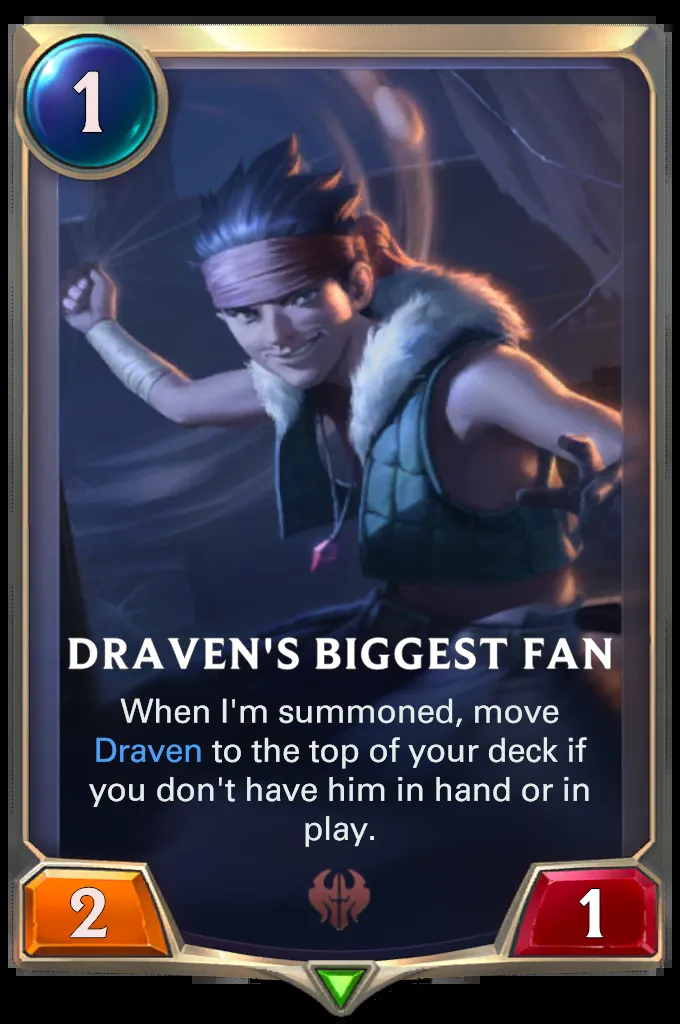 1
DRAVEN'S BIGGEST FAN
When I'm summoned, move
Draven to the top of your deck if
you don't have him in hand or in
play.
2
1